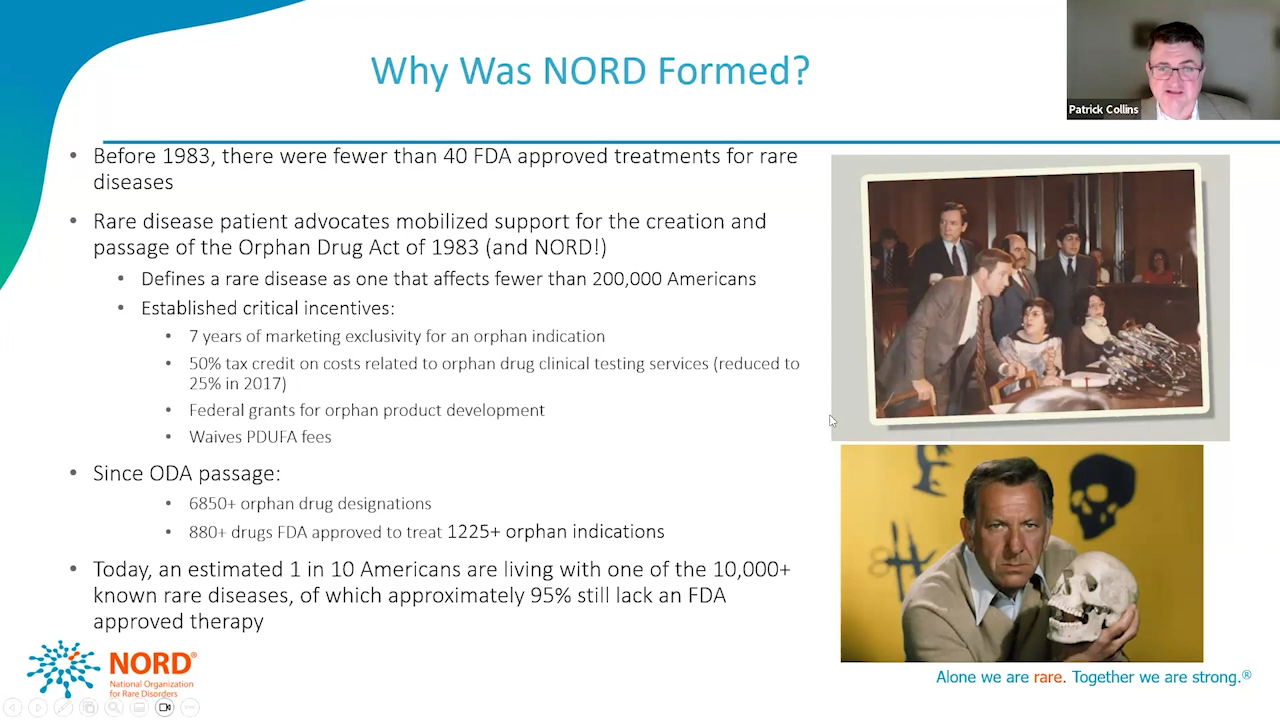 Why Was NORD Formed?
Patrick Collins
Before 1983, there were fewer than 40 FDA approved treatments for rare
diseases
Rare disease patient advocates mobilized support for the creation and
passage of the Orphan Drug Act of 1983 (and NORD!)
Defines a rare disease as one that affects fewer than 200,000 Americans
Established critical incentives:
7 years of marketing exclusivity for an orphan indication
50% tax credit on costs related to orphan drug clinical testing services (reduced to
25% in 2017)
Federal grants for orphan product development
Waives PDUFA fees
Since ODA passage:
6850+ orphan drug designations
880+ drugs FDA approved to treat 1225+ orphan indications
Today, an estimated 1 in 10 Americans are living with one of the 10,000+
known rare diseases, of which approximately 95% still lack an FDA
approved therapy
NORD®
National Organization
for Rare Disorders
Alone we are rare. Together we are strong.®